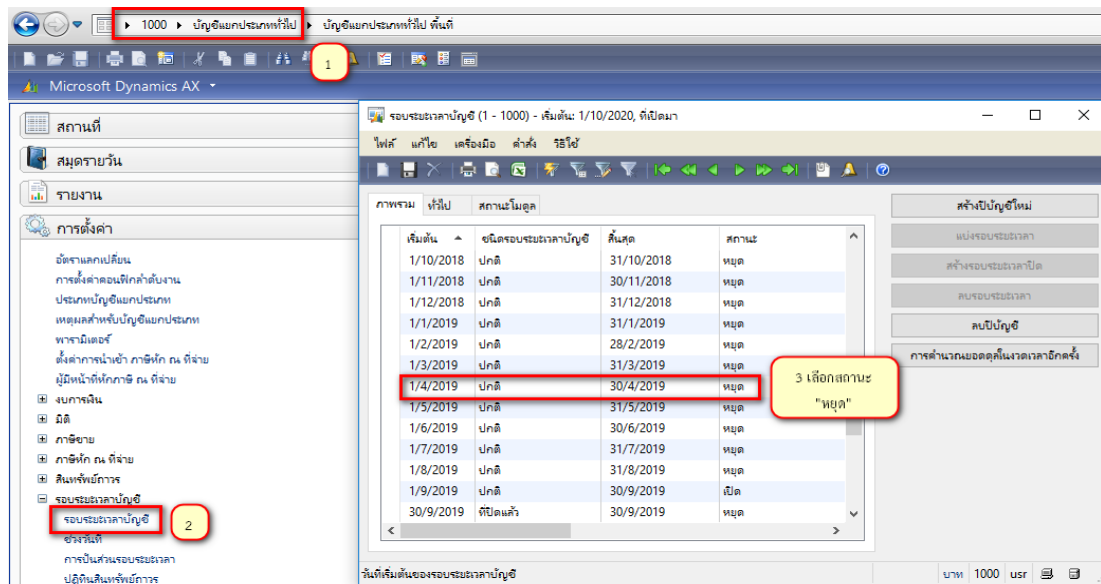 1000 ▸ บัญชีแยกประเภททั่วไป ▸ บัญชีแยกประเภททั่วไป พื้นที่
1
Microsoft Dynamics AX
สถานที่
สมุดรายวัน
รายงาน
การตั้งค่า
อัตราแลกเปลี่ยน
การตั้งค่าคอนฟิกลำดับงาน
ประเภทบัญชีแยกประเภท
เหตุผลสำหรับบัญชีแยกประเภท
พารามิเตอร์
ตั้งค่าการนำเข้า ภาษีหัก ณ ที่จ่าย
ผู้มีหน้าที่หักภาษี ณ ที่จ่าย
งบการเงิน
มิติ
ภาษีขาย
ภาษีหัก ณ ที่จ่าย
สินทรัพย์ถาวร
รอบระยะเวลาบัญชี
รอบระยะเวลาบัญชี
2
ช่วงวันที่
การปันส่วนรอบระยะเวลา
ปฏิทินสินทรัพย์ถาวร
รอบระยะเวลาบัญชี (1 - 1000) - เริ่มต้น: 1/10/2020, ที่เปิดมา
ไฟล์ แก้ไข เครื่องมือ คำสั่ง วิธีใช้
ภาพรวม ทั่วไป สถานะโมดูล
เริ่มต้น ชนิดรอบระยะเวลาบัญชี สิ้นสุด สถานะ
1/10/2018 ปกติ 31/10/2018 หยุด
1/11/2018 ปกติ 30/11/2018 หยุด
1/12/2018 ปกติ 31/12/2018 หยุด
1/1/2019 ปกติ 31/1/2019 หยุด
1/2/2019 ปกติ 28/2/2019 หยุด
1/3/2019 ปกติ 31/3/2019 หยุด
1/4/2019 ปกติ 30/4/2019 หยุด
1/5/2019 ปกติ 31/5/2019 หยุด
1/6/2019 ปกติ 30/6/2019 หยุด
1/7/2019 ปกติ 31/7/2019 หยุด
1/8/2019 ปกติ 31/8/2019 หยุด
1/9/2019 ปกติ 30/9/2019 เปิด
30/9/2019 ที่ปิดแล้ว 30/9/2019 หยุด
3 เลือกสถานะ
"หยุด"
สร้างปีบัญชีใหม่
แบ่งรอบระยะเวลา
สร้างรอบระยะเวลาปิด
ลบรอบระยะเวลา
ลบปีบัญชี
การคำนวณยอดดุลในงวดเวลาอีกครั้ง
วันที่เริ่มต้นของรอบระยะเวลาบัญชี
บาท 1000 usr